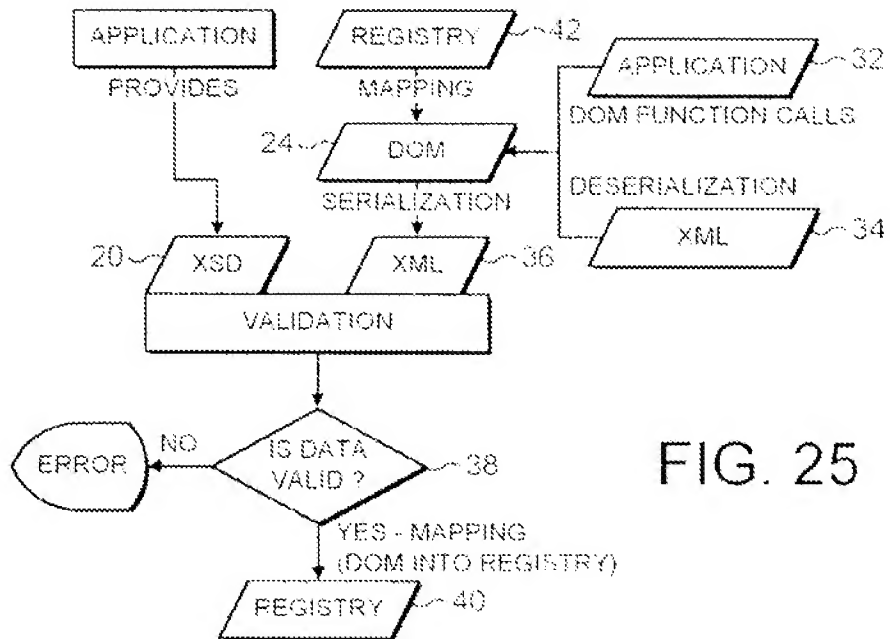 APPLICATION
PROVIDES
REGISTRY
42
MAPPING
APPLICATION
32
DOM FUNCTION CALLS
24
DOM
SERIALIZATION
DESERIALIZATION
XML
34
20
XSD
XML
36
VALIDATION
IS DATA
VALID ?
38
NO
ERROR
YES - MAPPING
(DOM INTO REGISTRY)
REGISTRY
40
FIG. 25